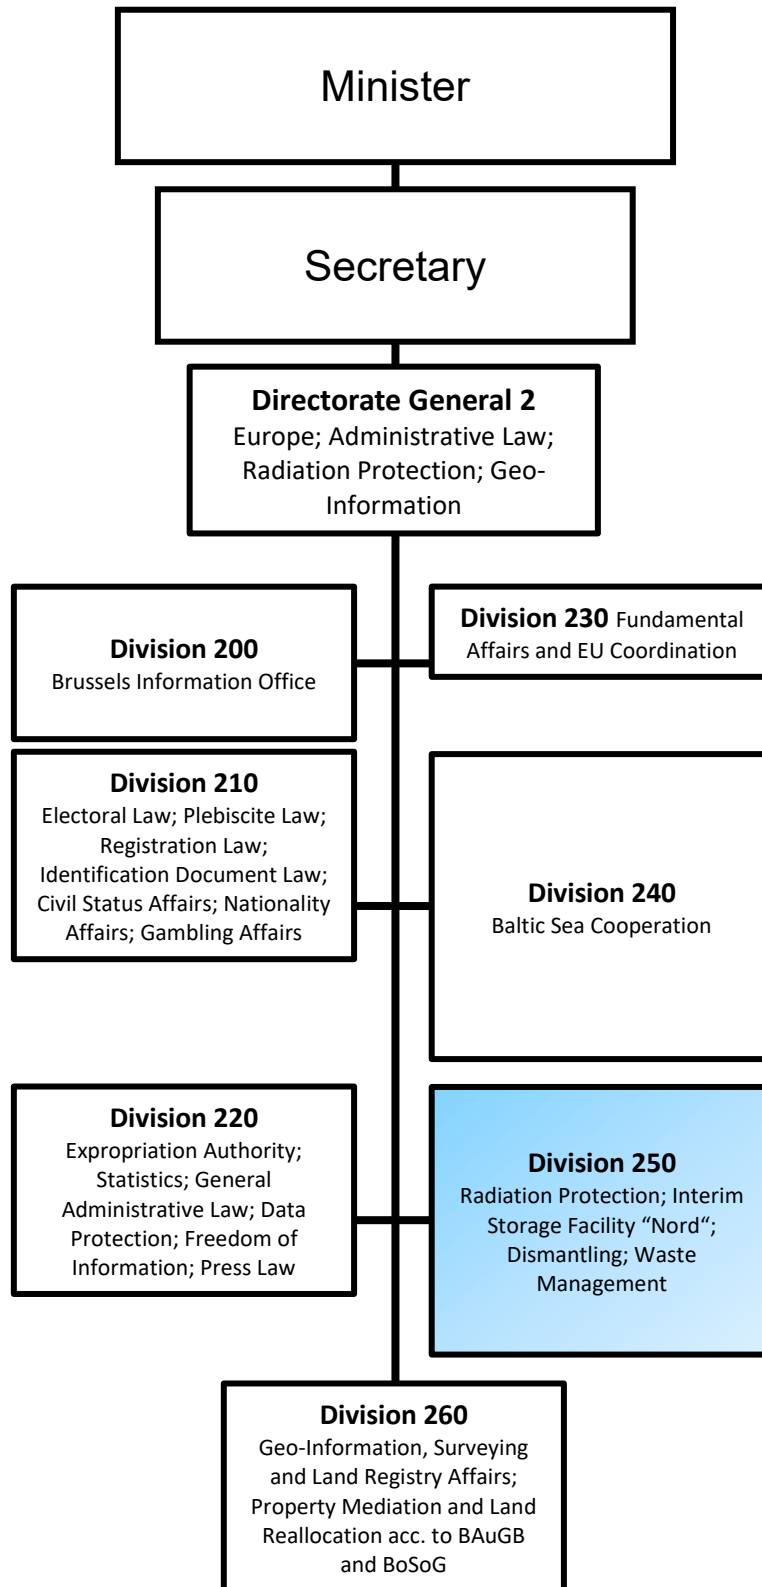 Minister
Secretary
Directorate General 2
Europe; Administrative Law;
Radiation Protection; Geo-
Information
Division 200
Brussels Information Office
Division 230 Fundamental
Affairs and EU Coordination
Division 210
Electoral Law; Plebiscite Law;
Registration Law;
Identification Document Law;
Civil Status Affairs; Nationality
Affairs; Gambling Affairs
Division 240
Baltic Sea Cooperation
Division 220
Expropriation Authority;
Statistics; General
Administrative Law; Data
Protection; Freedom of
Information; Press Law
Division 250
Radiation Protection; Interim
Storage Facility “Nord“;
Dismantling; Waste
Management
Division 260
Geo-Information, Surveying
and Land Registry Affairs;
Property Mediation and Land
Reallocation acc. to BAuGB
and BoSoG